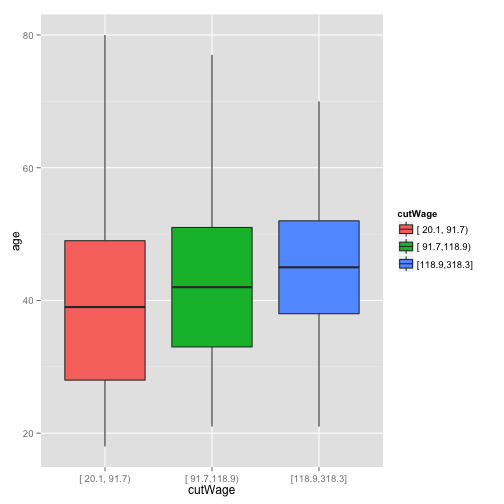 80
60
40
20
age
[ 20.1, 91.7)
[ 91.7,118.9)
[118.9,318.3]
cutWage
cutWage
[ 20.1, 91.7)
[ 91.7,118.9)
[118.9,318.3]